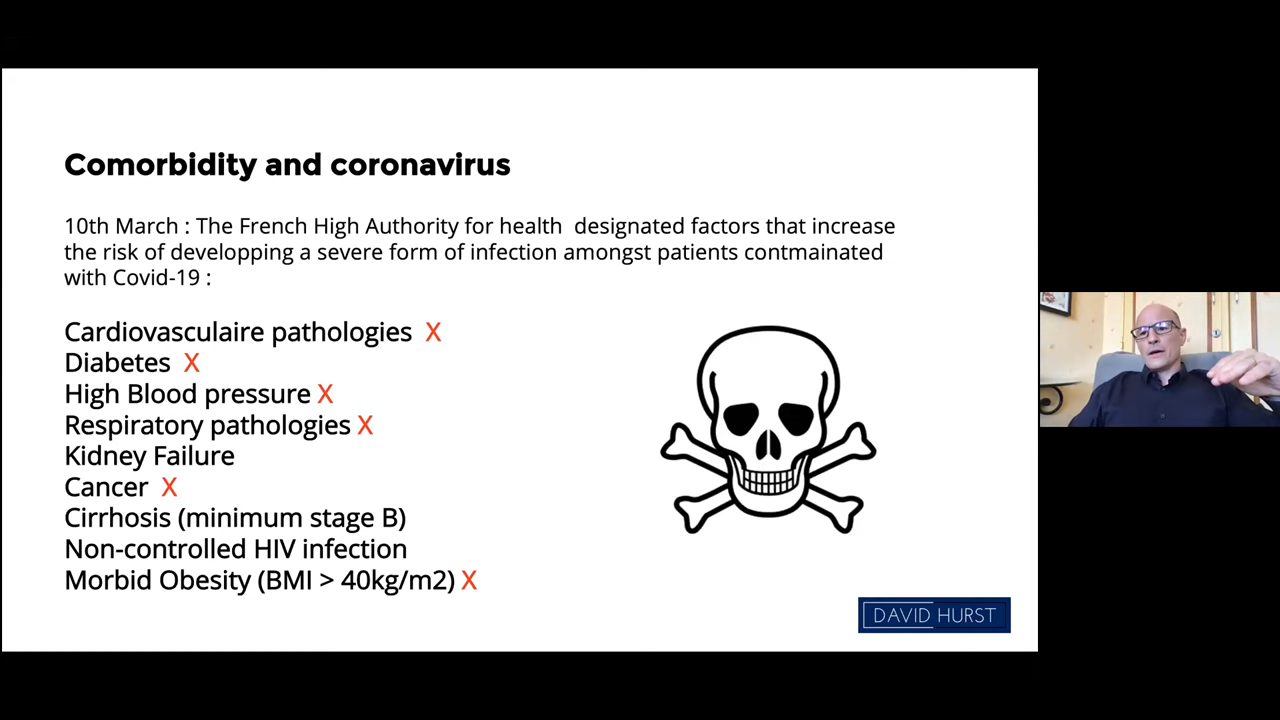 Comorbidity and coronavirus
10th March : The French High Authority for health  designated factors that increase
the risk of developping a severe form of infection amongst patients contmainated
with Covid-19 :
Cardiovasculaire pathologies  X
Diabetes  X
High Blood pressure X
Respiratory pathologies X
Kidney Failure
Cancer  X
Cirrhosis (minimum stage B)
Non-controlled HIV infection
Morbid Obesity (BMI > 40kg/m2) X
DAVID HURST